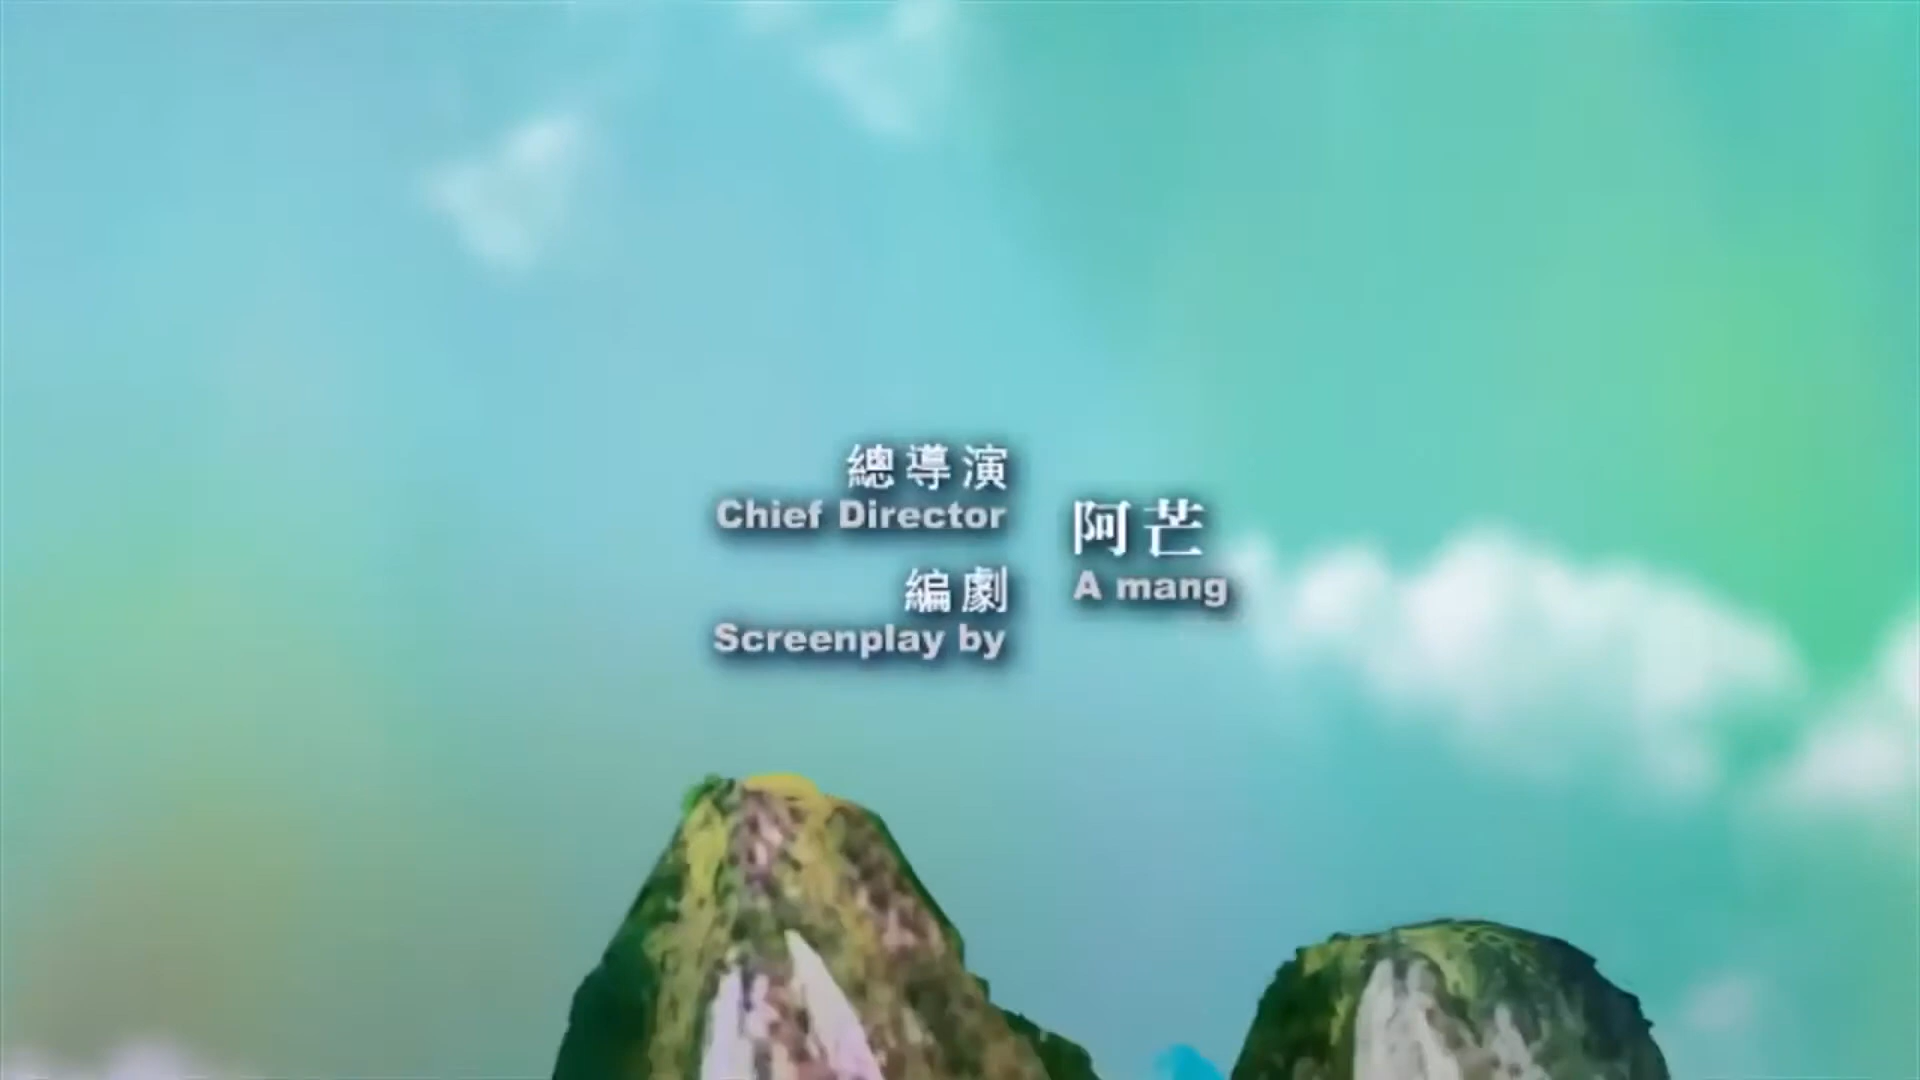 總導演
Chief Director
編劇
Screenplay by
阿芒
A mang